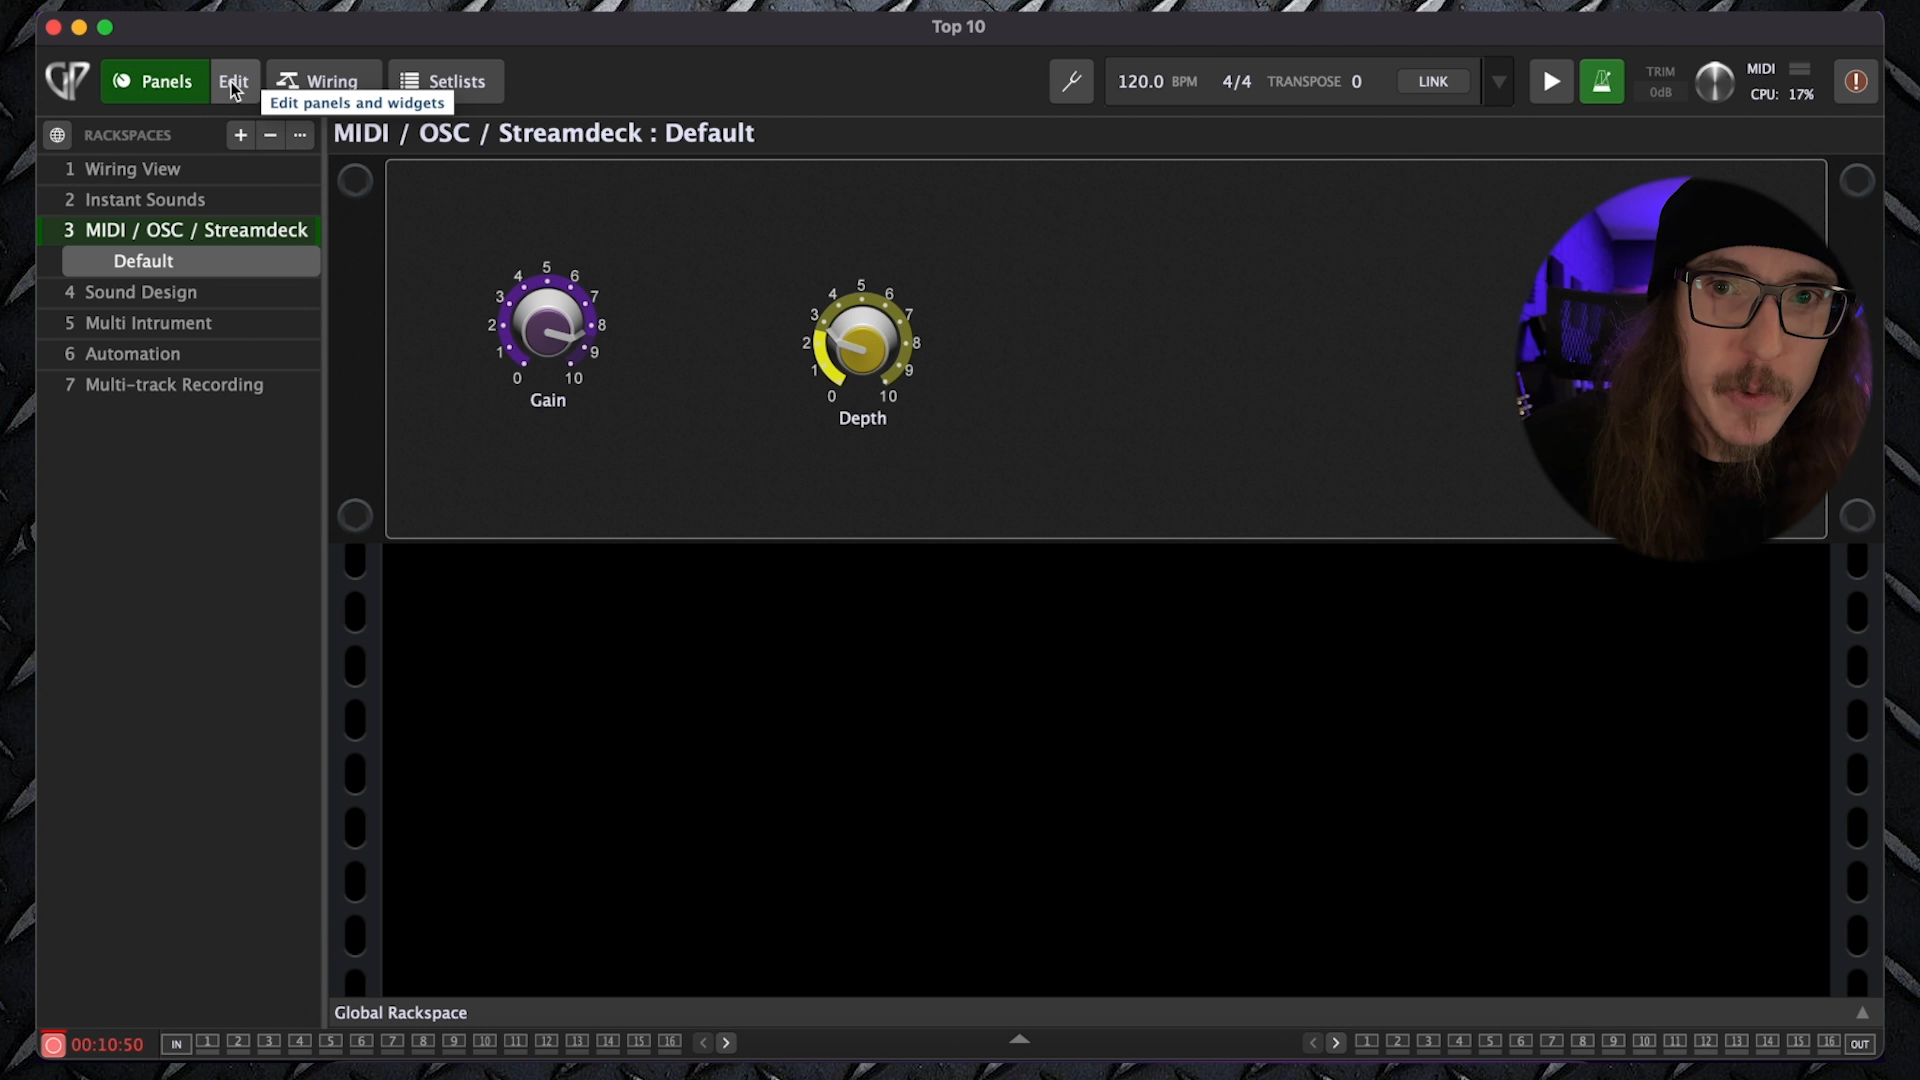 Top 10
GP Panels Edit Wiring Setlists 120.0 BPM 4/4 TRANSPOSE 0 LINK TRIM 0dB MIDI CPU: 17%
Edit panels and widgets
RACKSPACES + − ...
MIDI / OSC / Streamdeck : Default
1 Wiring View
2 Instant Sounds
3 MIDI / OSC / Streamdeck
Default
4 Sound Design
5 Multi Intrument
6 Automation
7 Multi-track Recording
0 1 2 3 4 5 6 7 8 9 10
Gain
0 1 2 3 4 5 6 7 8 9 10
Depth
Global Rackspace
00:10:50 IN 1 2 3 4 5 6 7 8 9 10 11 12 13 14 15 16 < > < > 1 2 3 4 5 6 7 8 9 10 11 12 13 14 15 16 OUT